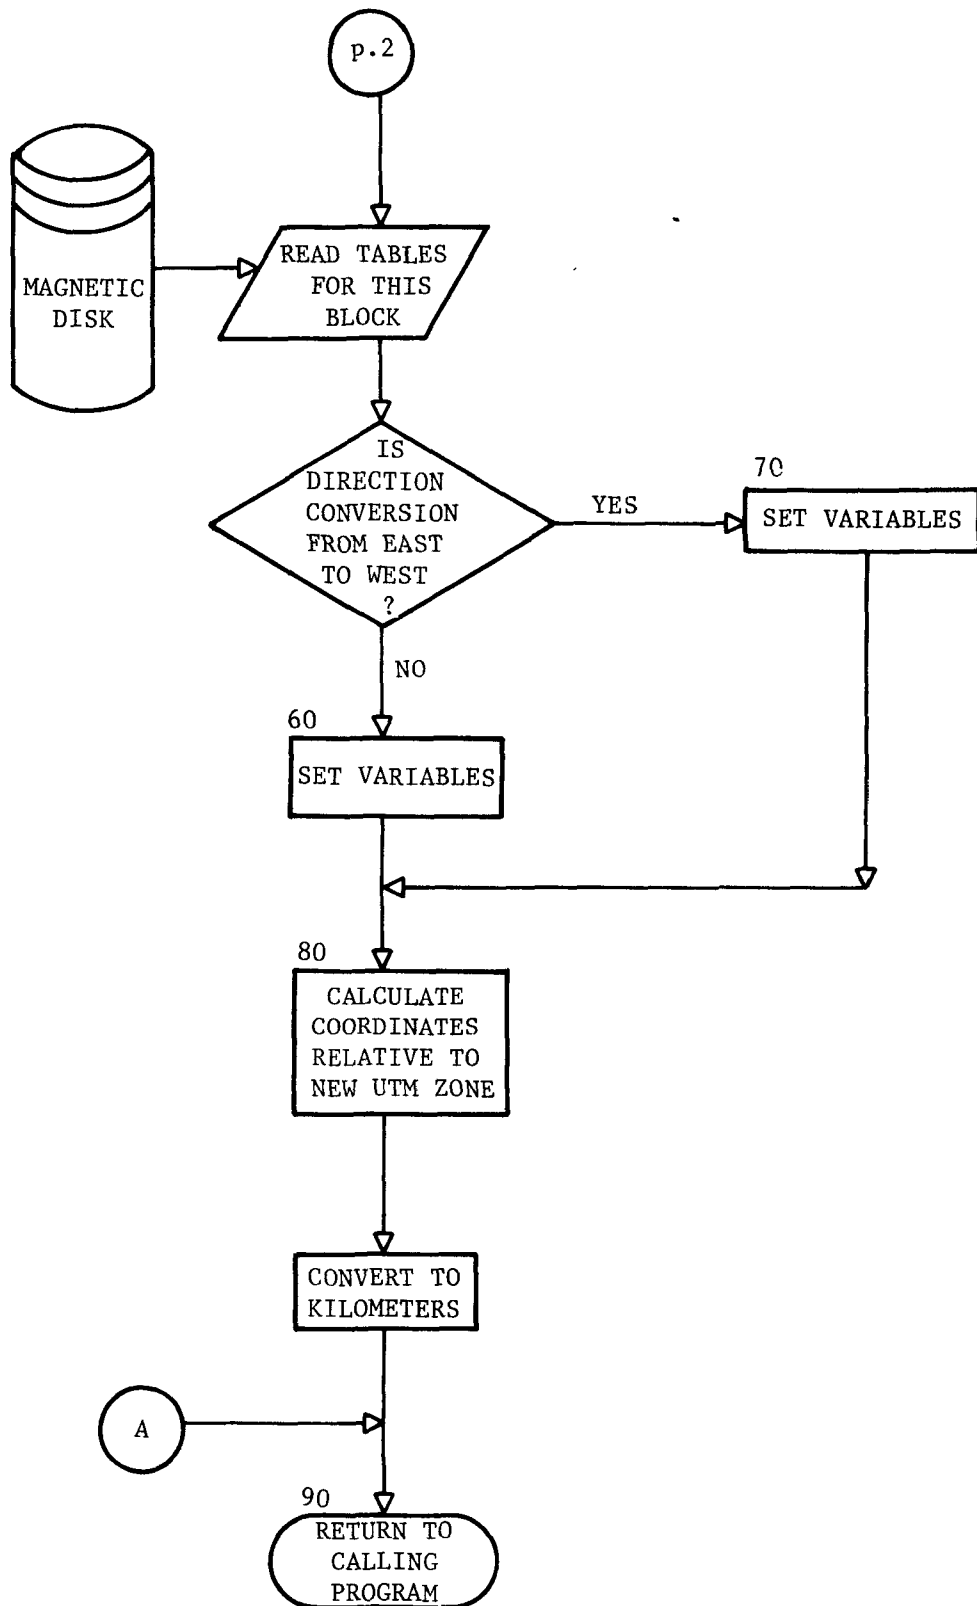 p.2
MAGNETIC
DISK
READ TABLES
FOR THIS
BLOCK
IS
DIRECTION
CONVERSION
FROM EAST
TO WEST
?
YES
70
SET VARIABLES
NO
60
SET VARIABLES
80
CALCULATE
COORDINATES
RELATIVE TO
NEW UTM ZONE
CONVERT TO
KILOMETERS
A
90
RETURN TO
CALLING
PROGRAM